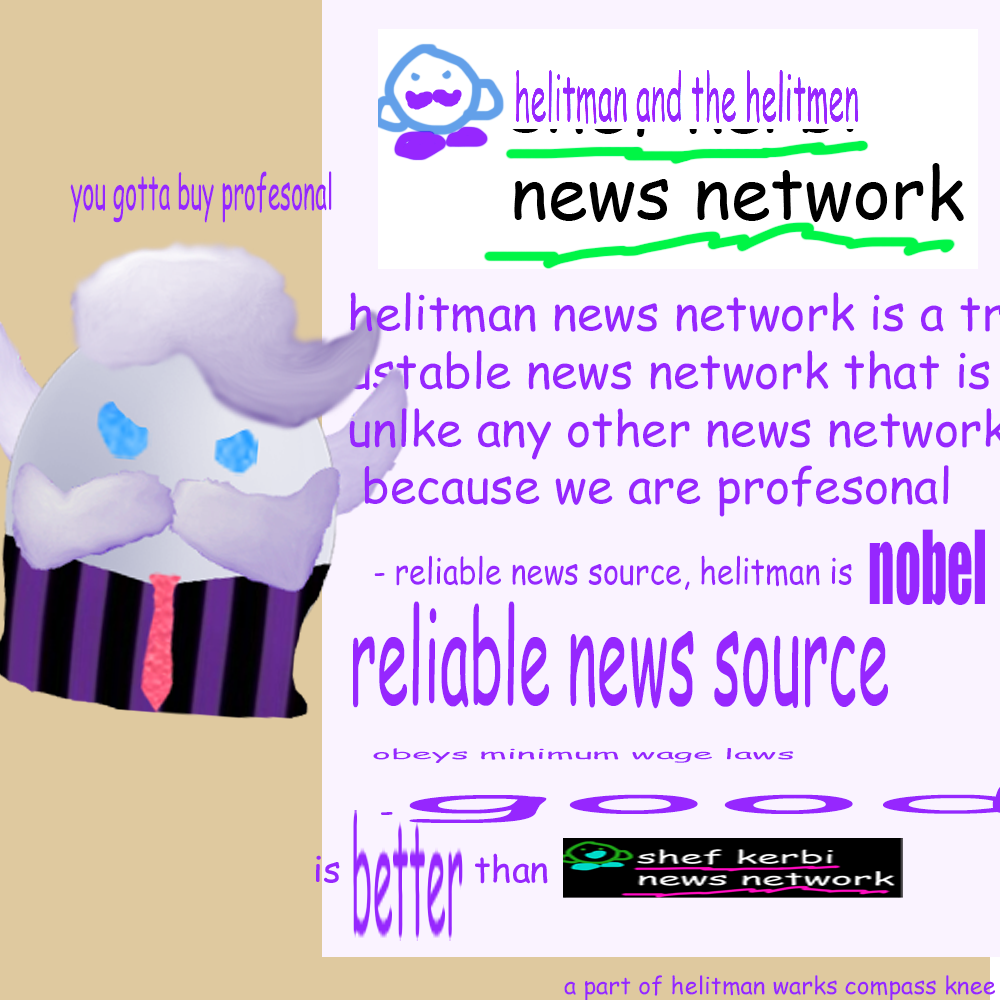 helitman and the helitmen
news network
you gotta buy profesonal
helitman news network is a tr
ustable news network that is
unlke any other news network
because we are profesonal
- reliable news source, helitman is nobel
reliable news source
obeys minimum wage laws
- good
is better than shef kerbi
news network
a part of helitman warks compass knee